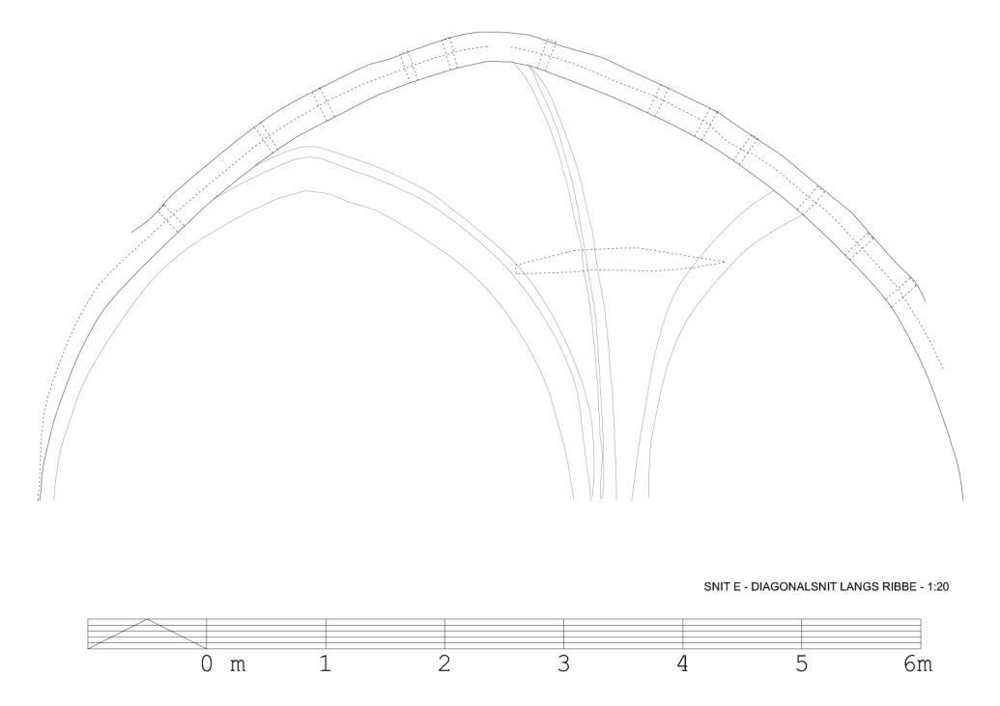 SNIT E - DIAGONALSNIT LANGS RIBBE - 1:20
0 m 1 2 3 4 5 6m